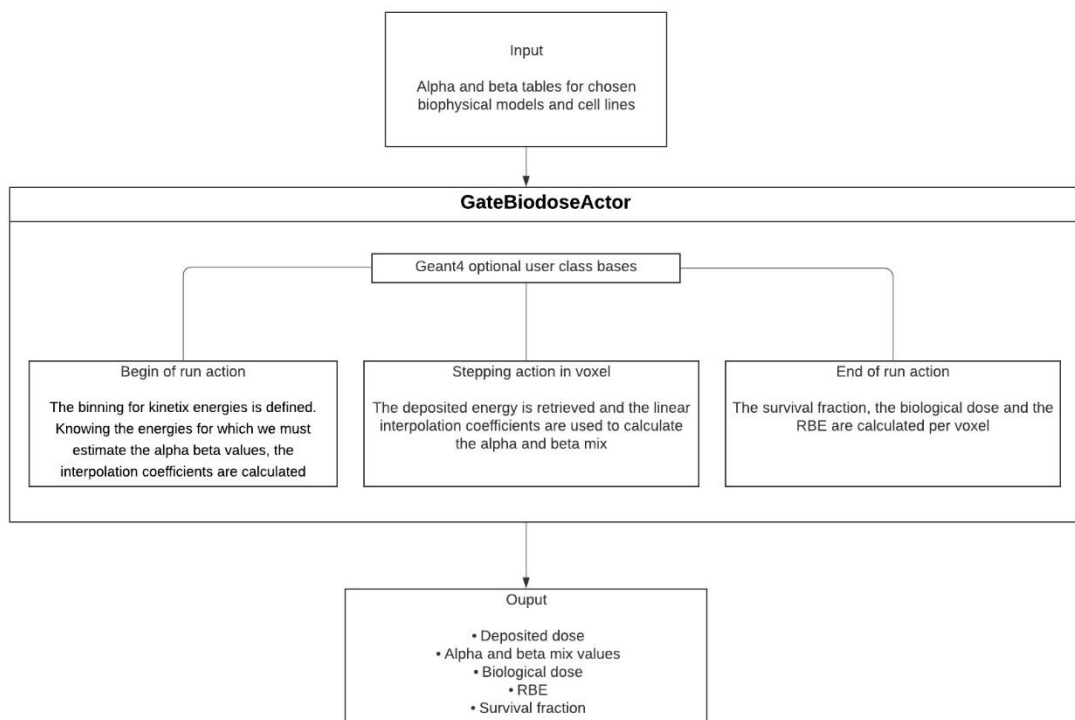 Input
Alpha and beta tables for chosen
biophysical models and cell lines
GateBiodoseActor
Geant4 optional user class bases
Begin of run action
The binning for kinetix energies is defined.
Knowing the energies for which we must
estimate the alpha beta values, the
interpolation coefficients are calculated
Stepping action in voxel
The deposited energy is retrieved and the linear
interpolation coefficients are used to calculate
the alpha and beta mix
End of run action
The survival fraction, the biological dose and the
RBE are calculated per voxel
Ouput
• Deposited dose
• Alpha and beta mix values
• Biological dose
• RBE
• Survival fraction